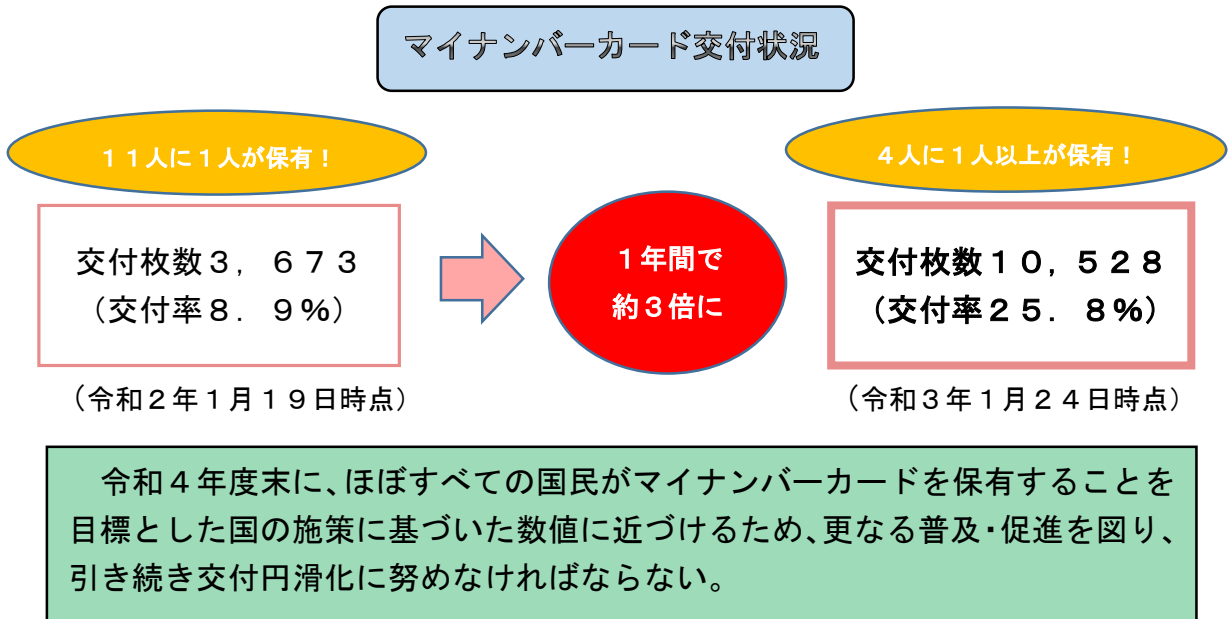 マイナンバーカード交付状況
１１人に１人が保有！
４人に１人以上が保有！
交付枚数３，６７３
（交付率８．９％）
１年間で
約３倍に
交付枚数１０，５２８
（交付率２５．８％）
（令和２年１月１９日時点）
（令和３年１月２４日時点）
令和４年度末に、ほぼすべての国民がマイナンバーカードを保有することを
目標とした国の施策に基づいた数値に近づけるため、更なる普及・促進を図り、
引き続き交付円滑化に努めなければならない。